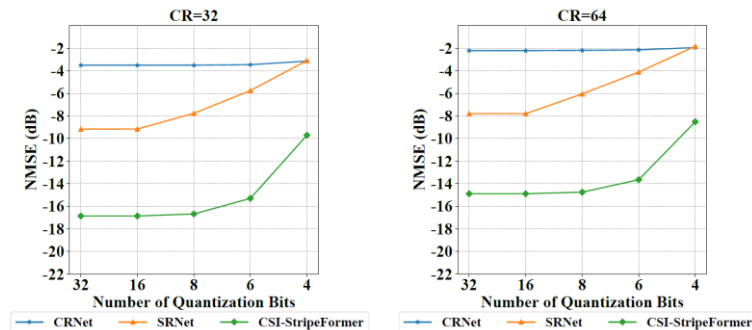 CR=32
NMSE (dB)
-2
-4
-6
-8
-10
-12
-14
-16
-18
-20
-22
32 16 8 6 4
Number of Quantization Bits
CRNet SRNet CSI-StripeFormer
CR=64
NMSE (dB)
-2
-4
-6
-8
-10
-12
-14
-16
-18
-20
-22
32 16 8 6 4
Number of Quantization Bits
CRNet SRNet CSI-StripeFormer